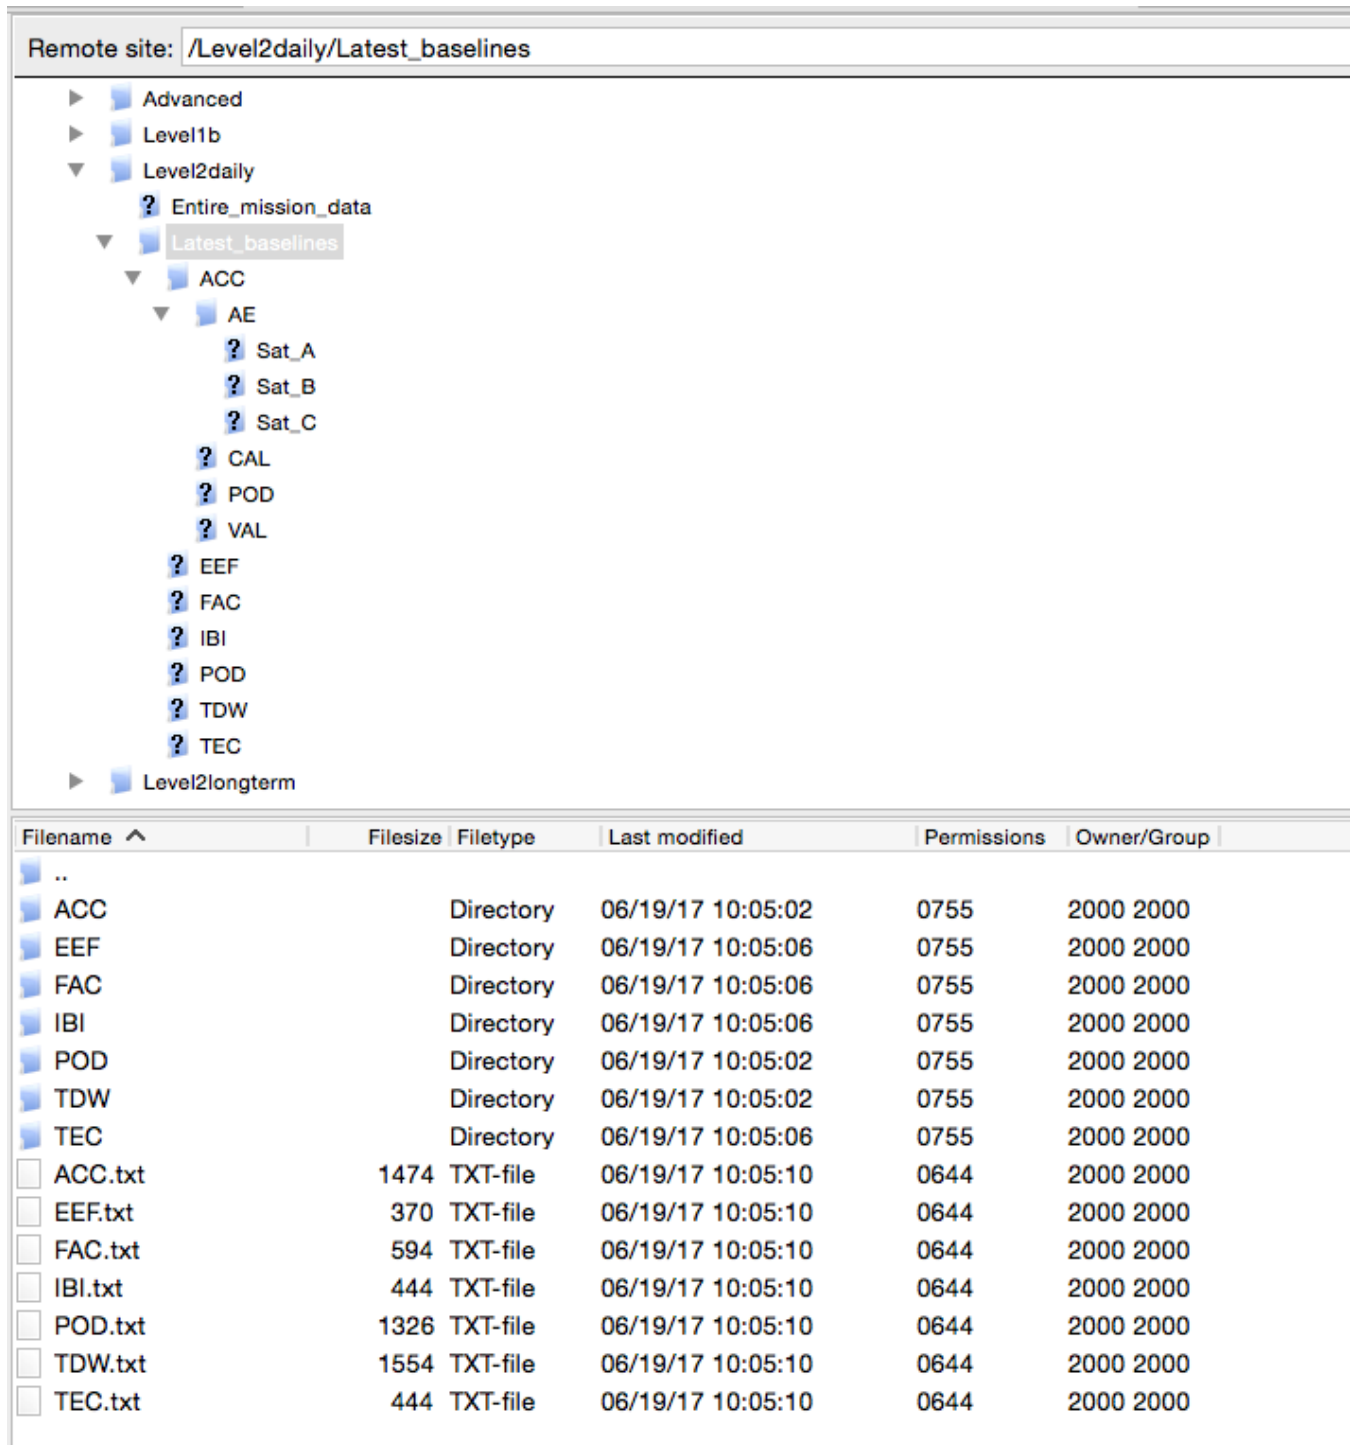 Remote site: /Level2daily/Latest_baselines
Advanced
Level1b
Level2daily
? Entire_mission_data
Latest_baselines
ACC
AE
? Sat_A
? Sat_B
? Sat_C
? CAL
? POD
? VAL
? EEF
? FAC
? IBI
? POD
? TDW
? TEC
Level2longterm
Filename Filesize Filetype Last modified Permissions Owner/Group
..
ACC Directory 06/19/17 10:05:02 0755 2000 2000
EEF Directory 06/19/17 10:05:06 0755 2000 2000
FAC Directory 06/19/17 10:05:06 0755 2000 2000
IBI Directory 06/19/17 10:05:06 0755 2000 2000
POD Directory 06/19/17 10:05:02 0755 2000 2000
TDW Directory 06/19/17 10:05:02 0755 2000 2000
TEC Directory 06/19/17 10:05:06 0755 2000 2000
ACC.txt 1474 TXT-file 06/19/17 10:05:10 0644 2000 2000
EEF.txt 370 TXT-file 06/19/17 10:05:10 0644 2000 2000
FAC.txt 594 TXT-file 06/19/17 10:05:10 0644 2000 2000
IBI.txt 444 TXT-file 06/19/17 10:05:10 0644 2000 2000
POD.txt 1326 TXT-file 06/19/17 10:05:10 0644 2000 2000
TDW.txt 1554 TXT-file 06/19/17 10:05:10 0644 2000 2000
TEC.txt 444 TXT-file 06/19/17 10:05:10 0644 2000 2000